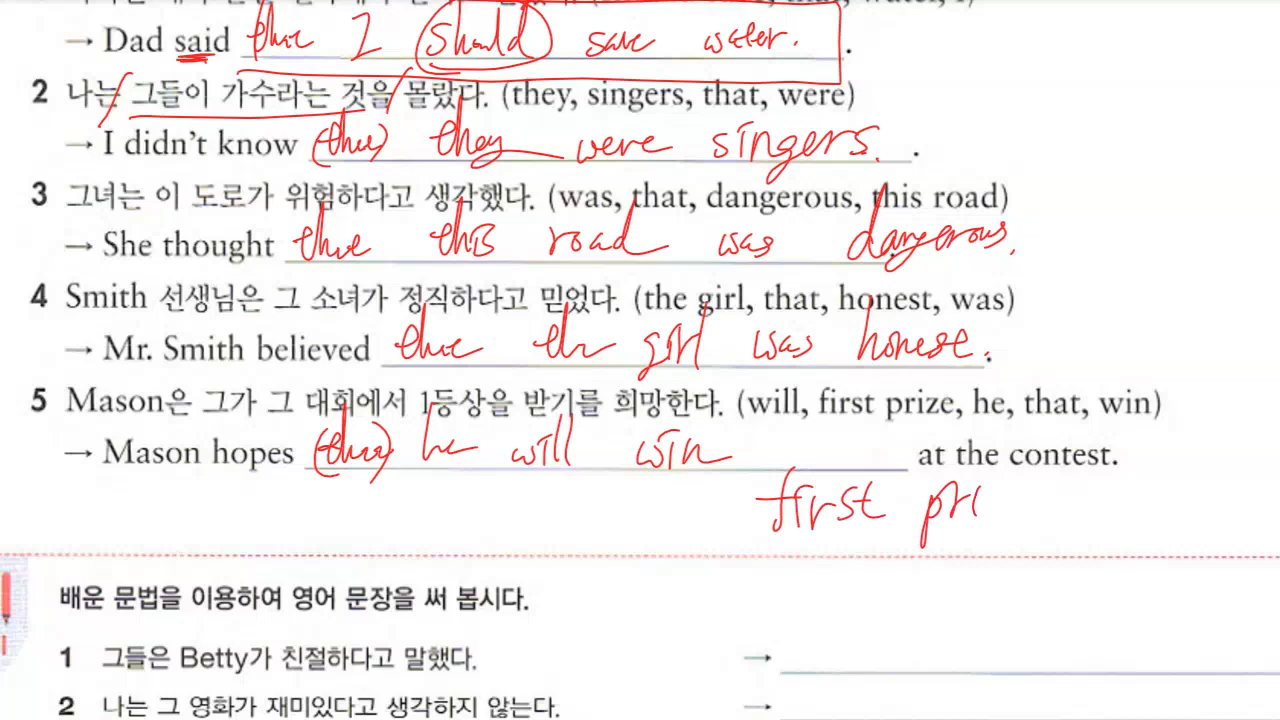 → Dad said that I should save water. .
2 나는 그들이 가수라는 것을 몰랐다. (they, singers, that, were)
→ I didn't know (that) they were singers. .
3 그녀는 이 도로가 위험하다고 생각했다. (was, that, dangerous, this road)
→ She thought that this road was dangerous.
4 Smith 선생님은 그 소녀가 정직하다고 믿었다. (the girl, that, honest, was)
→ Mr. Smith believed that the girl was honest.
5 Mason은 그가 그 대회에서 1등상을 받기를 희망한다. (will, first prize, he, that, win)
→ Mason hopes (that) he will win at the contest.
first pri
배운 문법을 이용하여 영어 문장을 써 봅시다.
1 그들은 Betty가 친절하다고 말했다. →
2 나는 그 영화가 재미있다고 생각하지 않는다. →